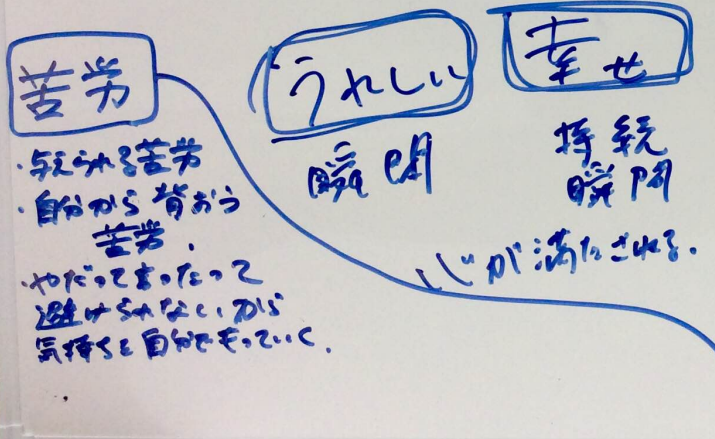 苦労
・与えられる苦労
・自分から背おう
苦労、
・やだって言ったって
避けられないから
気持ちを自分でもっていく、
うれしい
瞬間
幸せ
持続
瞬間
心が満たされる、